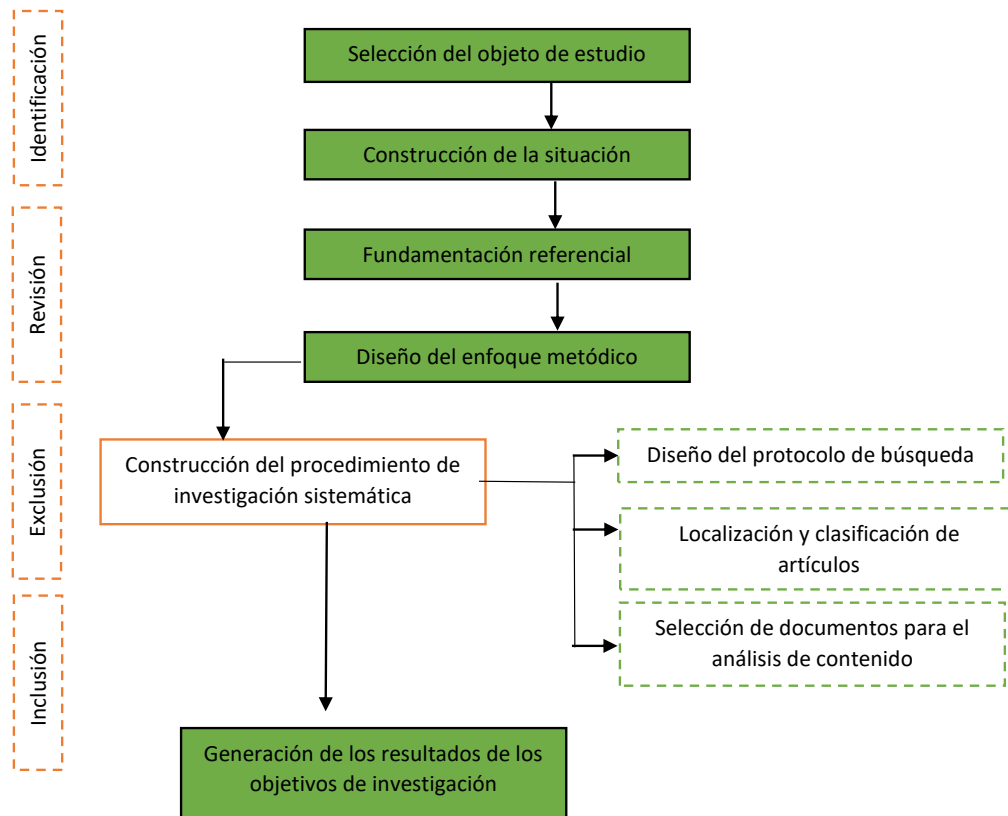 Identificación
Selección del objeto de estudio
Construcción de la situación
Revisión
Fundamentación referencial
Diseño del enfoque metódico
Exclusión
Construcción del procedimiento de
investigación sistemática
Diseño del protocolo de búsqueda
Localización y clasificación de
artículos
Inclusión
Selección de documentos para el
análisis de contenido
Generación de los resultados de los
objetivos de investigación